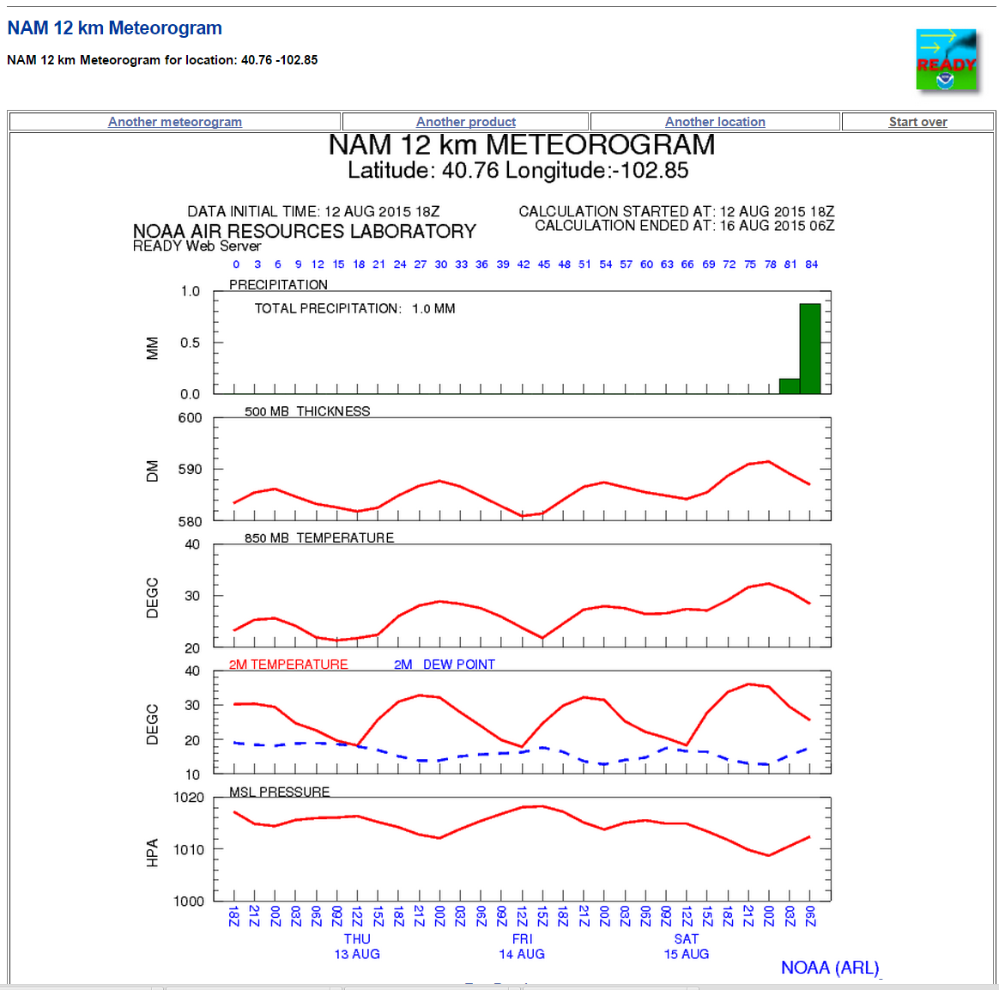 NAM 12 km Meteorogram
NAM 12 km Meteorogram for location: 40.76 -102.85
READY
Another meteorogram Another product Another location Start over
NAM 12 km METEOROGRAM
Latitude: 40.76 Longitude:-102.85
DATA INITIAL TIME: 12 AUG 2015 18Z CALCULATION STARTED AT: 12 AUG 2015 18Z
NOAA AIR RESOURCES LABORATORY CALCULATION ENDED AT: 16 AUG 2015 06Z
READY Web Server
0 3 6 9 12 15 18 21 24 27 30 33 36 39 42 45 48 51 54 57 60 63 66 69 72 75 78 81 84
PRECIPITATION
1.0
TOTAL PRECIPITATION: 1.0 MM
MM
0.5
0.0
500 MB THICKNESS
600
DM
590
580
850 MB TEMPERATURE
40
DEGC
30
20
2M TEMPERATURE 2M DEW POINT
40
30
DEGC
20
10
MSL PRESSURE
1020
HPA
1010
1000
18Z 21Z 00Z 03Z 06Z 09Z 12Z 15Z 18Z 21Z 00Z 03Z 06Z 09Z 12Z 15Z 18Z 21Z 00Z 03Z 06Z 09Z 12Z 15Z 18Z 21Z 00Z 03Z 06Z
THU FRI SAT
13 AUG 14 AUG 15 AUG
NOAA (ARL)